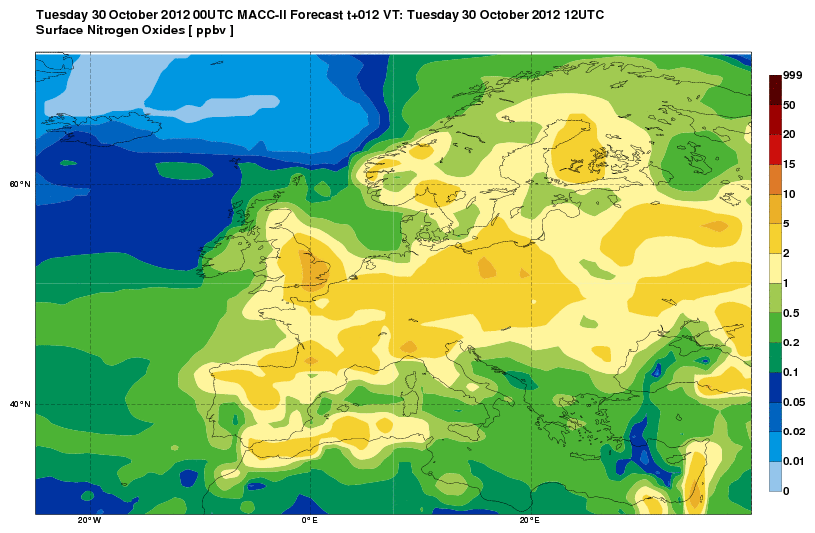 Tuesday 30 October 2012 00UTC MACC-II Forecast t+012 VT: Tuesday 30 October 2012 12UTC
Surface Nitrogen Oxides [ ppbv ]
999
50
20
15
10
5
2
1
0.5
0.2
0.1
0.05
0.02
0.01
0
60°N
40°N
20°W
0°E
20°E